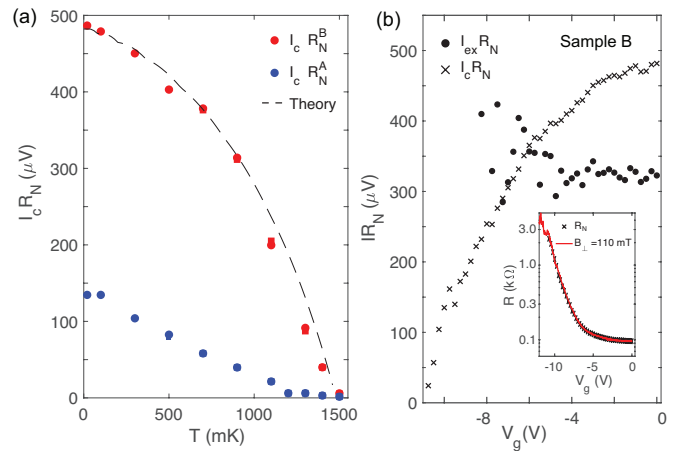 (a)
500
400
300
200
100
0
I_c R_N^B
I_c R_N^A
Theory
I_c R_N (μV)
0
500
1000
1500
T (mK)
(b)
Sample B
I_ex R_N
I_c R_N
500
400
300
200
100
0
IR_N (μV)
-8
-4
0
V_g(V)
R_N
B_⊥ =110 mT
3.0
1.0
0.3
0.1
R (kΩ)
-10
-5
0
V_g (V)